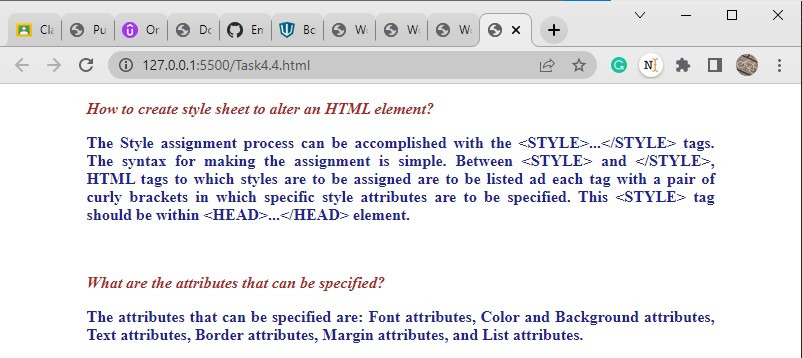 Cla
Pu
Or
Do
En
Bo
W
W
W
127.0.0.1:5500/Task4.4.html
How to create style sheet to alter an HTML element?
The Style assignment process can be accomplished with the <STYLE>...</STYLE> tags.
The syntax for making the assignment is simple. Between <STYLE> and </STYLE>,
HTML tags to which styles are to be assigned are to be listed ad each tag with a pair of
curly brackets in which specific style attributes are to be specified. This <STYLE> tag
should be within <HEAD>...</HEAD> element.
What are the attributes that can be specified?
The attributes that can be specified are: Font attributes, Color and Background attributes,
Text attributes, Border attributes, Margin attributes, and List attributes.